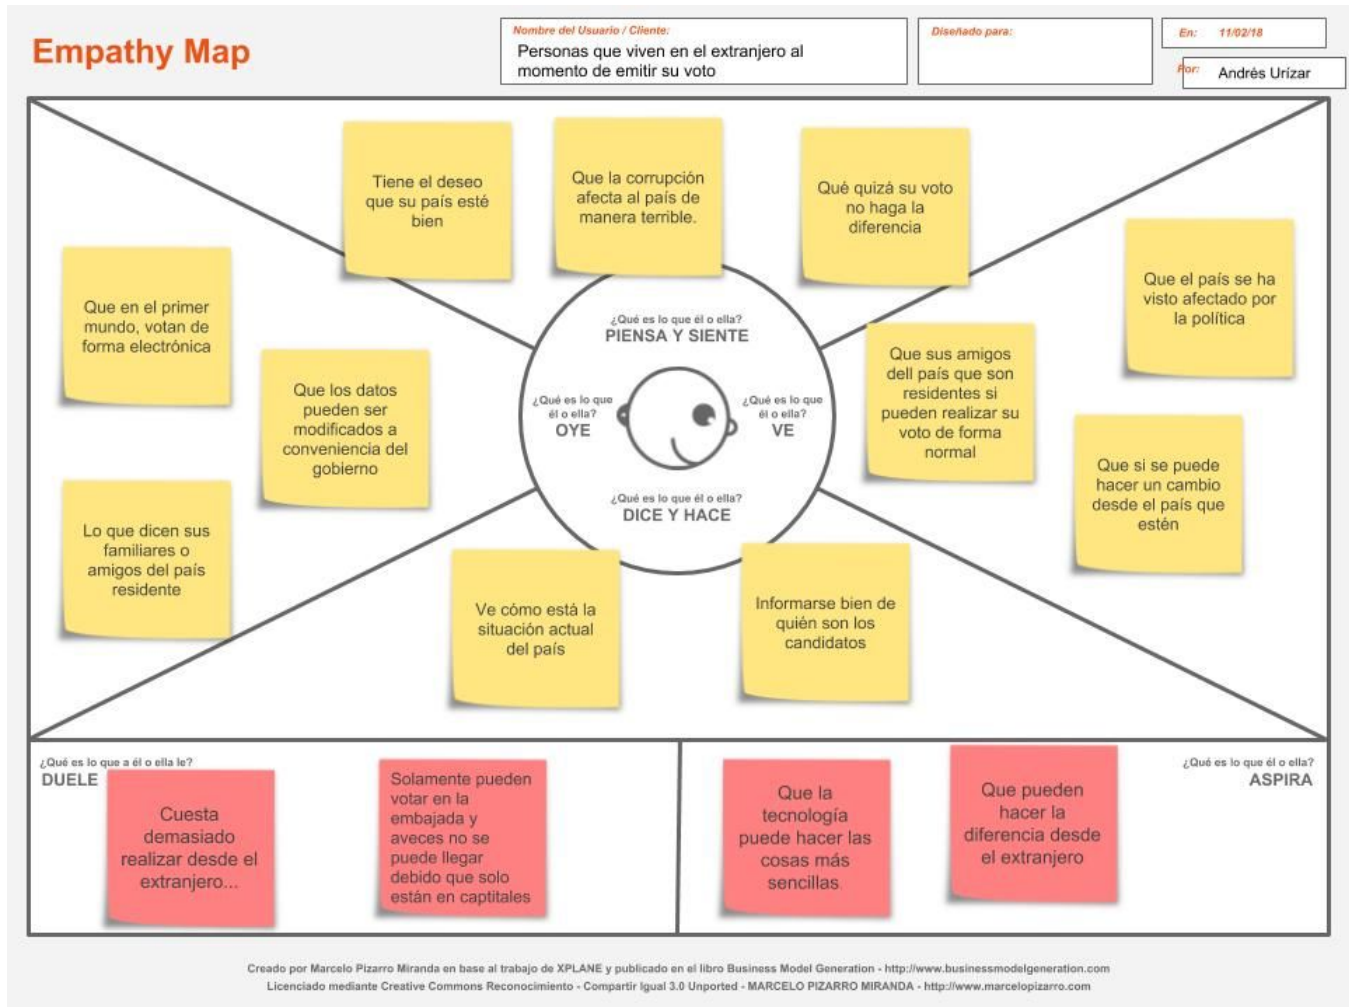 Empathy Map
Nombre del Usuario / Cliente:
Personas que viven en el extranjero al
momento de emitir su voto
Diseñado para:
En: 11/02/18
Por: Andrés Urízar
Tiene el deseo
que su país esté
bien
Que la corrupción
afecta al país de
manera terrible.
Qué quizá su voto
no haga la
diferencia
Que en el primer
mundo, votan de
forma electrónica
Que los datos
pueden ser
modificados a
conveniencia del
gobierno
Lo que dicen sus
familiares o
amigos del país
residente
¿Qué es lo que él o ella?
PIENSA Y SIENTE
¿Qué es lo que
él o ella?
OYE
¿Qué es lo que
él o ella?
VE
¿Qué es lo que él o ella?
DICE Y HACE
Que el país se ha
visto afectado por
la política
Que sus amigos
dell país que son
residentes si
pueden realizar su
voto de forma
normal
Que si se puede
hacer un cambio
desde el país que
estén
Ve cómo está la
situación actual
del país
Informarse bien de
quién son los
candidatos
¿Qué es lo que a él o ella le?
DUELE
Cuesta
demasiado
realizar desde el
extranjero...
Solamente pueden
votar en la
embajada y
aveces no se
puede llegar
debido que solo
están en captitales
Que la
tecnología
puede hacer las
cosas más
sencillas
Que pueden
hacer la
diferencia desde
el extranjero
¿Qué es lo que él o ella?
ASPIRA
Creado por Marcelo Pizarro Miranda en base al trabajo de XPLANE y publicado en el libro Business Model Generation - http://www.businessmodelgeneration.com
Licenciado mediante Creative Commons Reconocimiento - Compartir Igual 3.0 Unported - MARCELO PIZARRO MIRANDA - http://www.marcelopizarro.com